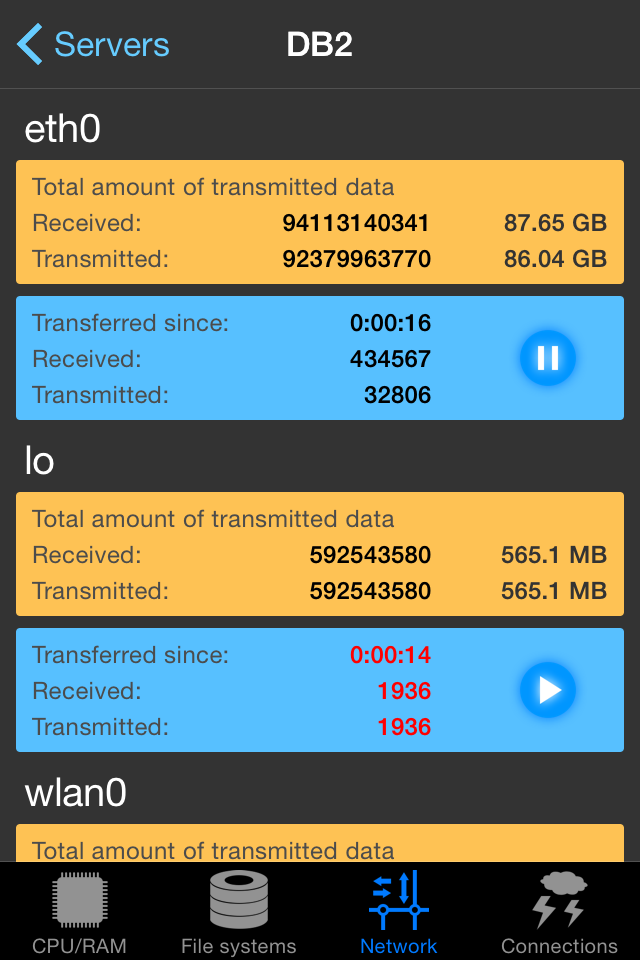 Servers DB2
eth0
Total amount of transmitted data
Received: 94113140341 87.65 GB
Transmitted: 92379963770 86.04 GB
Transferred since: 0:00:16
Received: 434567
Transmitted: 32806
lo
Total amount of transmitted data
Received: 592543580 565.1 MB
Transmitted: 592543580 565.1 MB
Transferred since: 0:00:14
Received: 1936
Transmitted: 1936
wlan0
Total amount of transmitted data
CPU/RAM File systems Network Connections